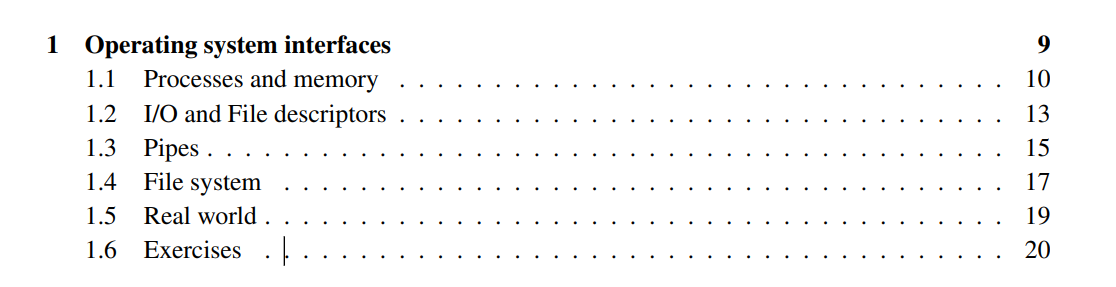 1 Operating system interfaces 9
1.1 Processes and memory . . . . . . . . . . . . . . . . . . . . . . . . . . . . . . . . 10
1.2 I/O and File descriptors . . . . . . . . . . . . . . . . . . . . . . . . . . . . . . . . 13
1.3 Pipes . . . . . . . . . . . . . . . . . . . . . . . . . . . . . . . . . . . . . . . . . . 15
1.4 File system . . . . . . . . . . . . . . . . . . . . . . . . . . . . . . . . . . . . . . 17
1.5 Real world . . . . . . . . . . . . . . . . . . . . . . . . . . . . . . . . . . . . . . . 19
1.6 Exercises . . . . . . . . . . . . . . . . . . . . . . . . . . . . . . . . . . . . . . . 20